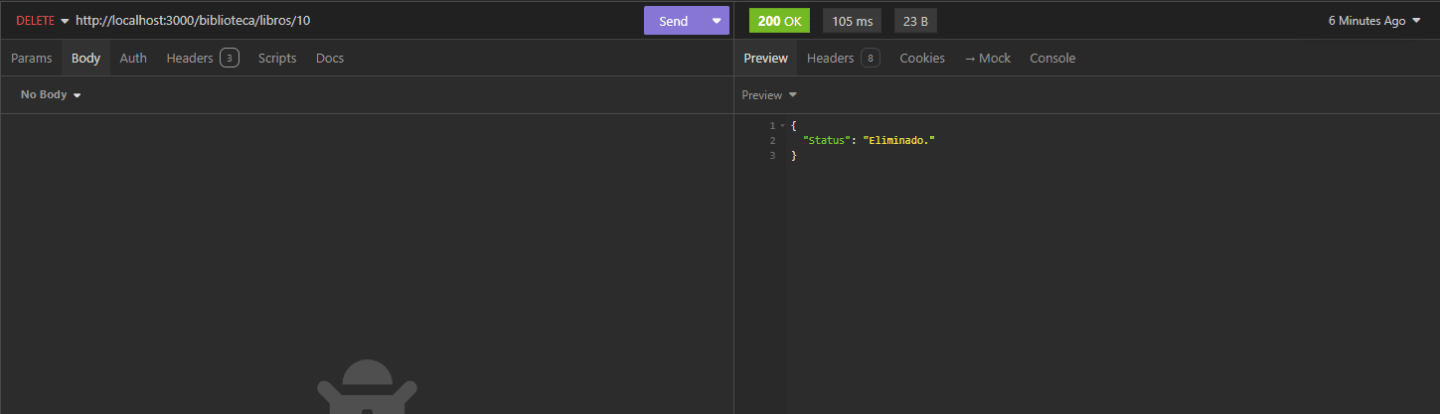 DELETE http://localhost:3000/biblioteca/libros/10 Send 200 OK 105 ms 23 B 6 Minutes Ago
Params Body Auth Headers 3 Scripts Docs Preview Headers 8 Cookies → Mock Console
No Body Preview
1 {
2 "Status": "Eliminado."
3 }